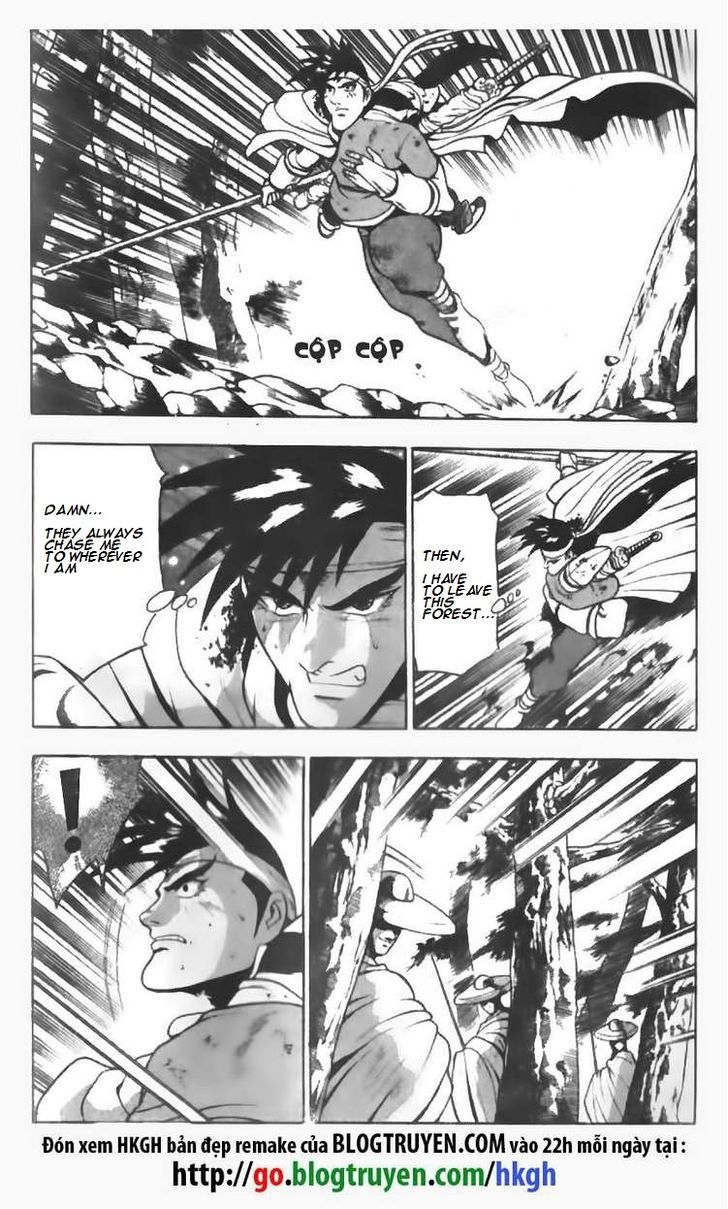 CỘP CỘP
DAMN...
THEY ALWAYS
CHASE ME
TO WHEREVER
I AM
THEN,
I HAVE
TO LEAVE
THIS
FOREST...
!
Đón xem HKGH bản đẹp remake của BLOGTRUYEN.COM vào 22h mỗi ngày tại :
http://go.blogtruyen.com/hkgh